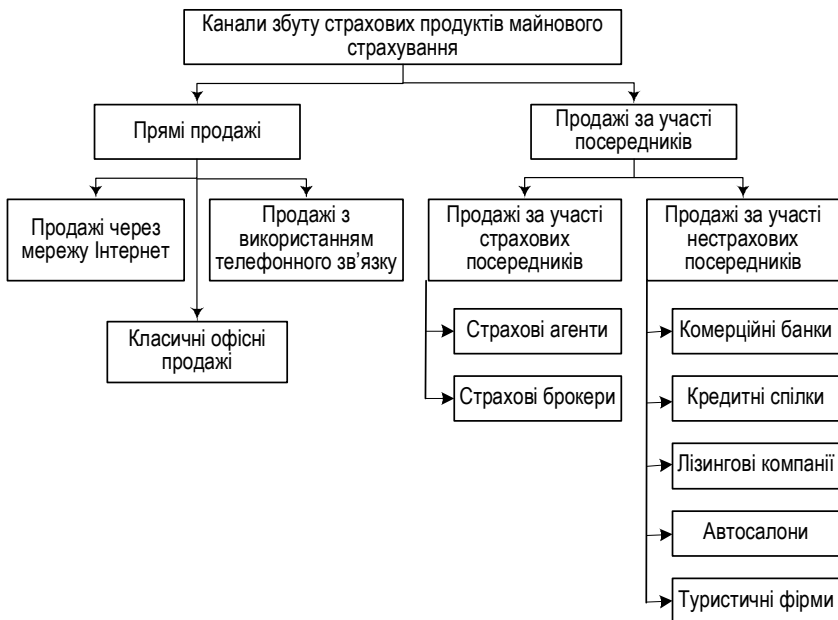 Канали збуту страхових продуктів майнового
страхування
Прямі продажі
Продажі за участі
посередників
Продажі через
мережу Інтернет
Продажі з
використанням
телефонного зв’язку
Класичні офісні
продажі
Продажі за участі
страхових
посередників
Страхові агенти
Страхові брокери
Продажі за участі
нестрахових
посередників
Комерційні банки
Кредитні спілки
Лізингові компанії
Автосалони
Туристичні фірми